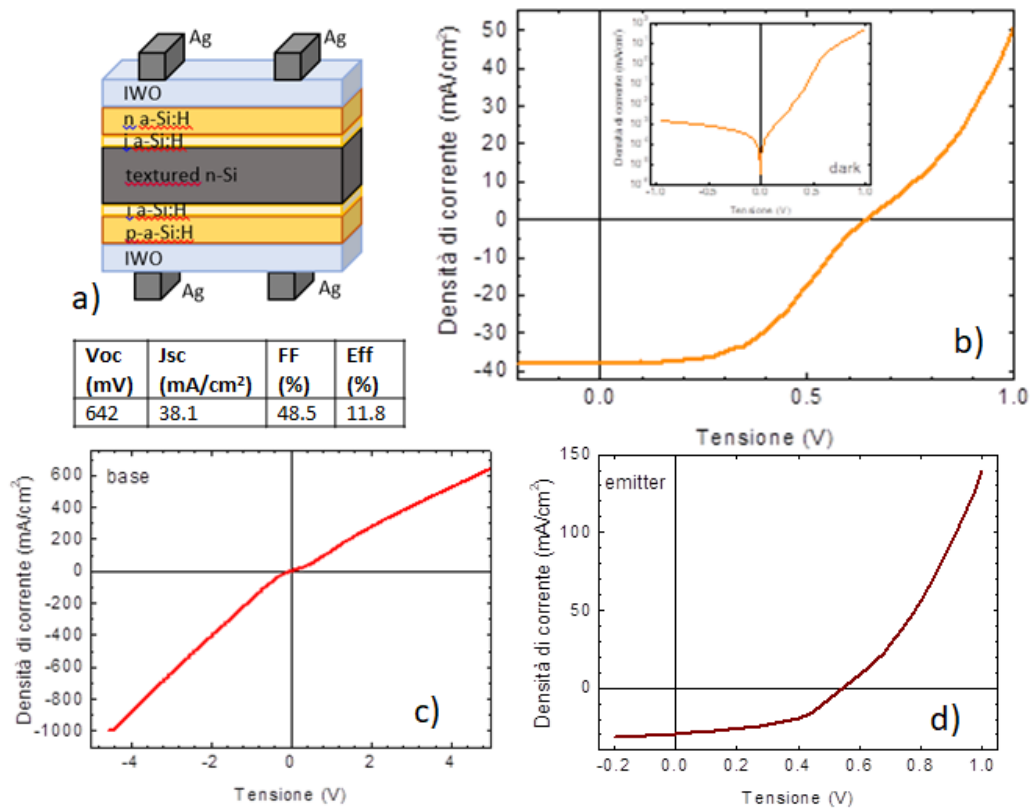 a)
Ag
Ag
IWO
n a-Si:H
i a-Si:H
textured n-Si
i a-Si:H
p-a-Si:H
IWO
Ag
Ag
Voc (mV)
Jsc (mA/cm²)
FF (%)
Eff (%)
642
38.1
48.5
11.8
b)
Densità di corrente (mA/cm²)
50
40
30
20
10
0
-10
-20
-30
-40
0.0
0.5
1.0
Tensione (V)
Densità di corrente (mA/cm²)
dark
-1.0
-0.5
0.0
0.5
1.0
Tensione (V)
base
Densità di corrente (mA/cm²)
600
400
200
0
-200
-400
-600
-800
-1000
-4
-2
0
2
4
c)
Tensione (V)
emitter
Densità di corrente (mA/cm²)
150
100
50
0
-0.2
0.0
0.2
0.4
0.6
0.8
1.0
d)
Tensione (V)